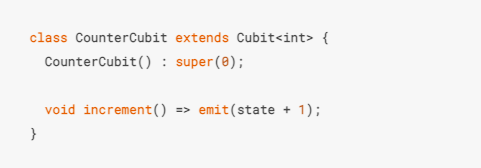 class CounterCubit extends Cubit<int> {
  CounterCubit() : super(0);

  void increment() => emit(state + 1);
}